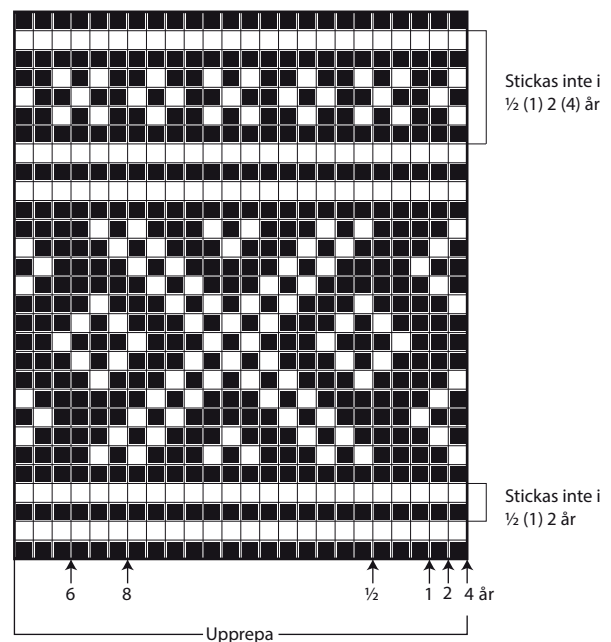 Stickas inte i
½ (1) 2 (4) år
Stickas inte i
½ (1) 2 år
6 8 ½ 1 2 4 år
Upprepa